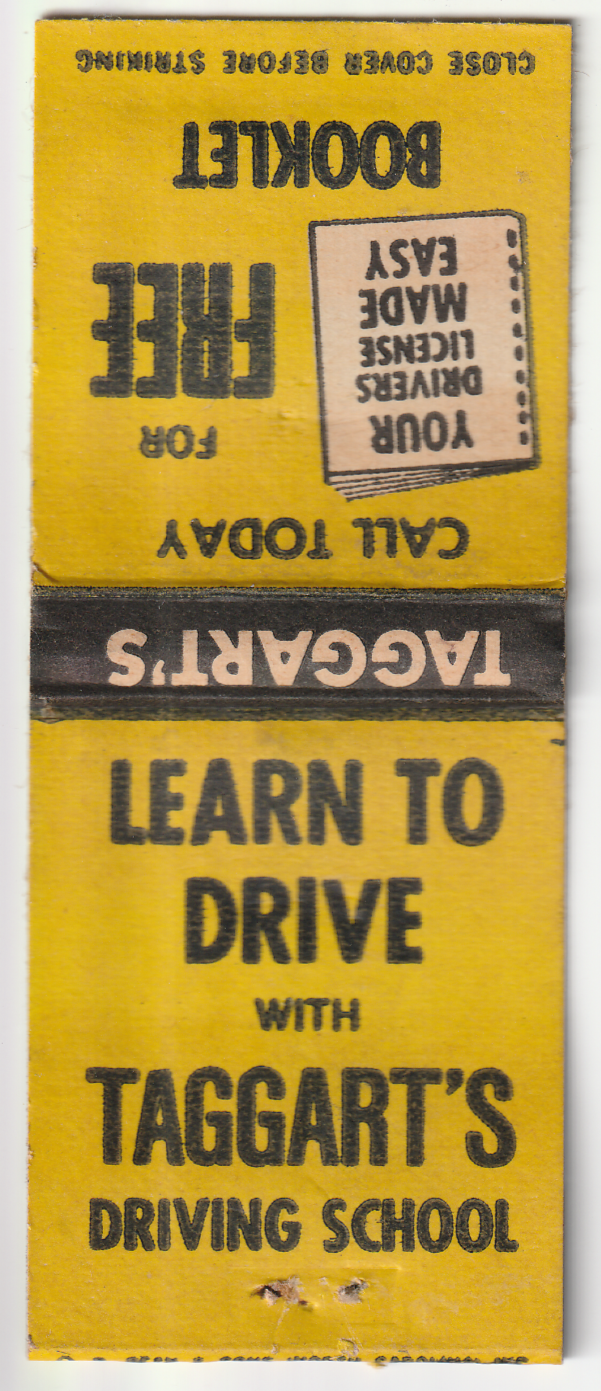 CLOSE COVER BEFORE STRIKING
CALL TODAY
FOR
FREE
BOOKLET
YOUR
DRIVERS
LICENSE
MADE
EASY
TAGGART'S
LEARN TO
DRIVE
WITH
TAGGART'S
DRIVING SCHOOL